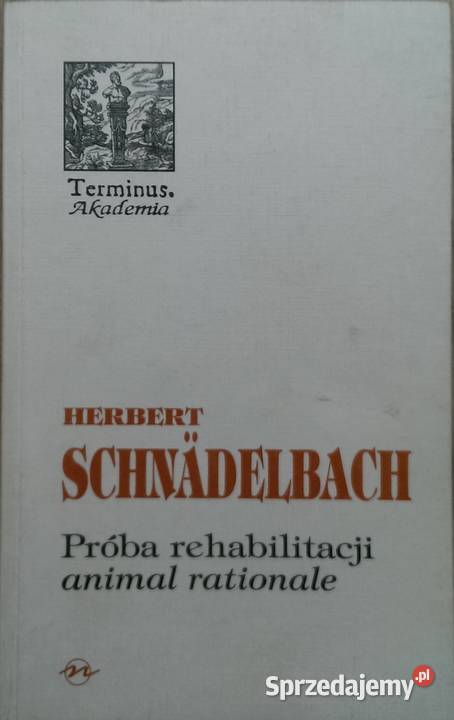 Terminus.
Akademia
HERBERT
SCHNÄDELBACH
Próba rehabilitacji
animal rationale
n
Sprzedajemy.pl